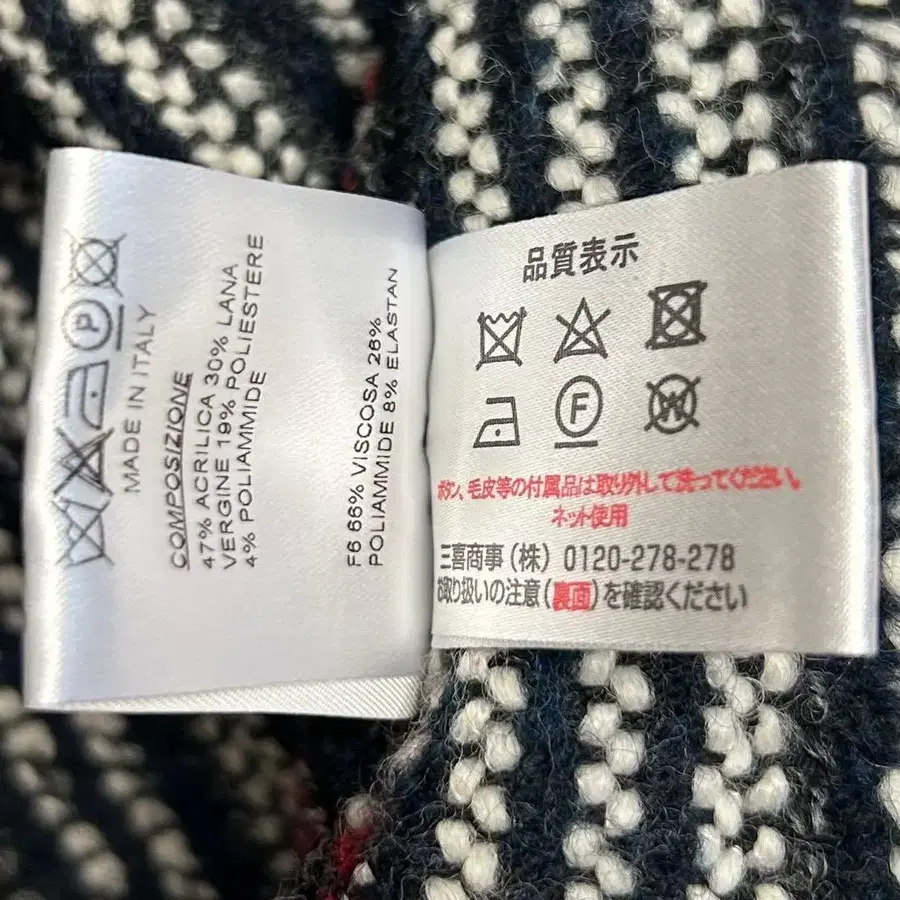 MADE IN ITALY
COMPOSIZIONE
47% ACRILICA 30% LANA
VERGINE 19% POLIESTERE
4% POLIAMMIDE
F6 66% VISCOSA 26%
POLIAMMIDE 8% ELASTAN
P
品質表示
F
W
ボタン、毛皮等の付属品は取り外して洗ってください。
ネット使用
三喜商事(株) 0120-278-278
お取り扱いの注意(裏面)を確認ください